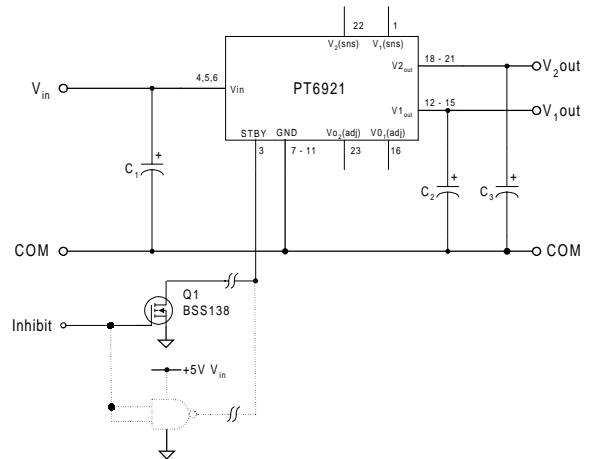 22 1
V2(sns) V1(sns)
18 - 21
V2out
V2out
4,5,6
Vin
Vin
PT6921
12 - 15
V1out
V1out
STBY GND Vo2(adj) V01(adj)
3 7 - 11 23 16
C1 +
C2 +
C3 +
COM
COM
Q1
BSS138
Inhibit
+5V Vin